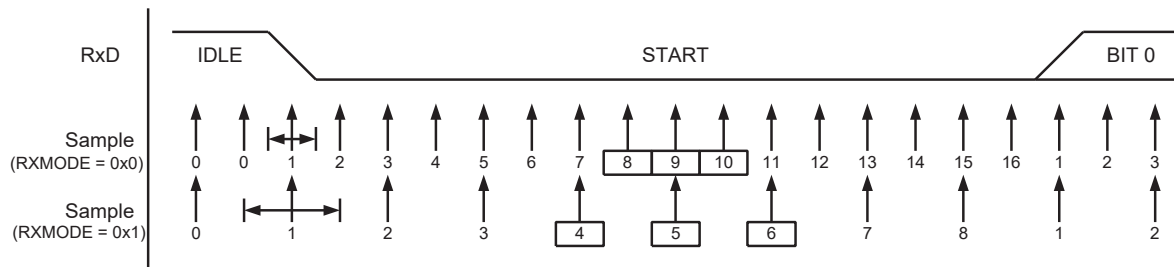 RxD IDLE START BIT 0
Sample
(RXMODE = 0x0)
0 0 1 2 3 4 5 6 7 8 9 10 11 12 13 14 15 16 1 2 3
Sample
(RXMODE = 0x1)
0 1 2 3 4 5 6 7 8 1 2